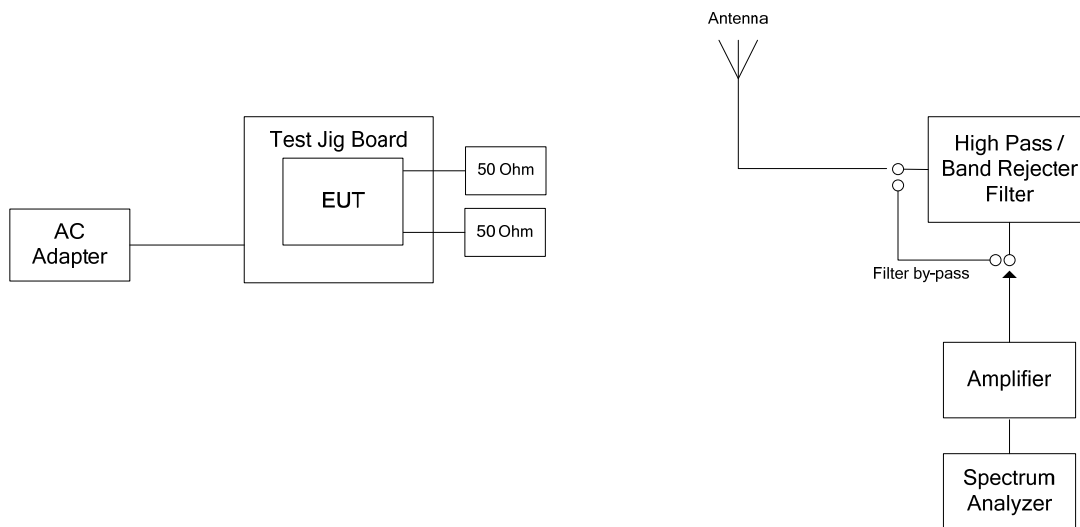 Antenna
Test Jig Board
EUT
50 Ohm
50 Ohm
AC
Adapter
High Pass /
Band Rejecter
Filter
Filter by-pass
Amplifier
Spectrum
Analyzer